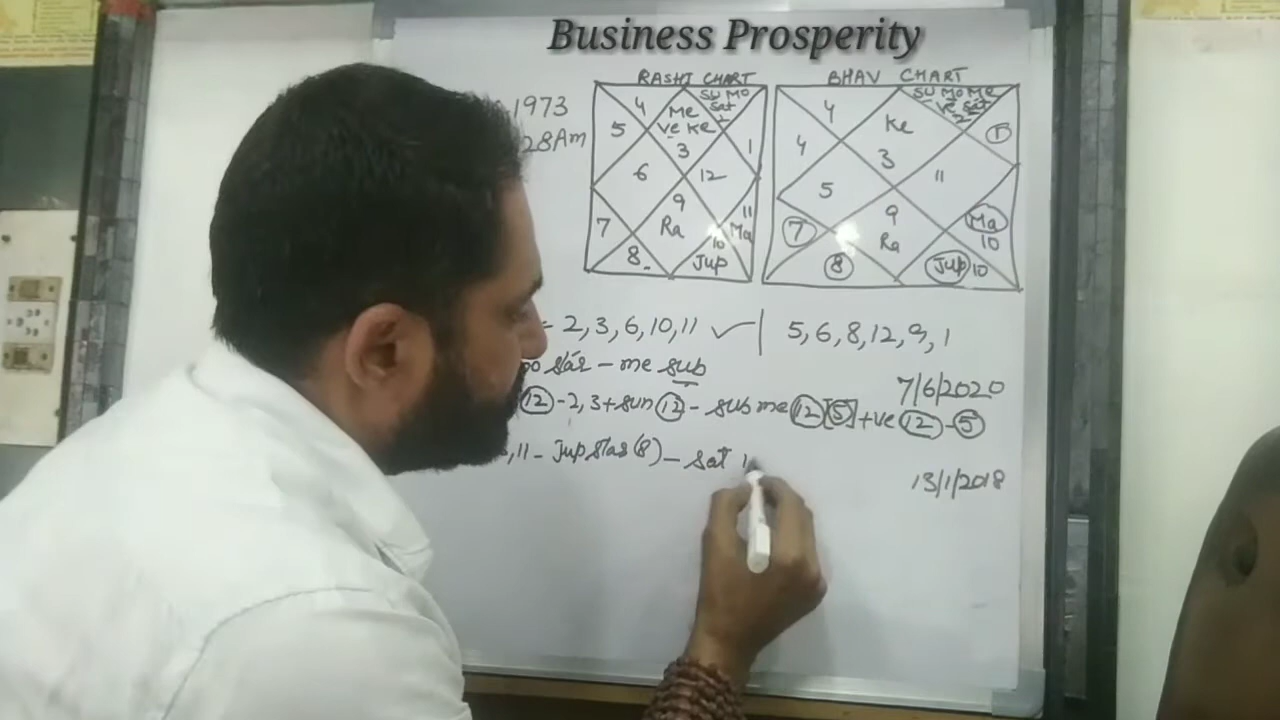 Business Prosperity
RASHI CHART
4
Me
Ve Ke
3
SU MO
Sat
2
5
1
6
12
9
Ra
7
11
Ma
8
10
Jup
BHAV CHART
4
Ke
3
SU MO Me
Ve Sat
2
4
11
5
9
Ra
7
Ma
10
8
Jup 10
1973
28Am
= 2, 3, 6, 10, 11 | 5, 6, 8, 12, 9, 1
star - me sub
7/6/2020
12 - 2, 3 + sun 12 - sub me 12 [5] + ve 12 - 5
, 11 - Jup star (8) - sat
13/1/2018